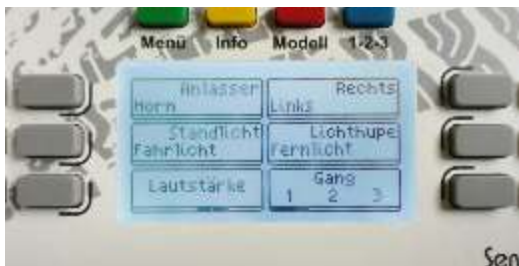 Menü Info Modell 1-2-3
Anlasser Rechts
Horn Links
Standlicht Lichthupe
Fahrlicht Fernlicht
Lautstärke Gang
1 2 3
Sen